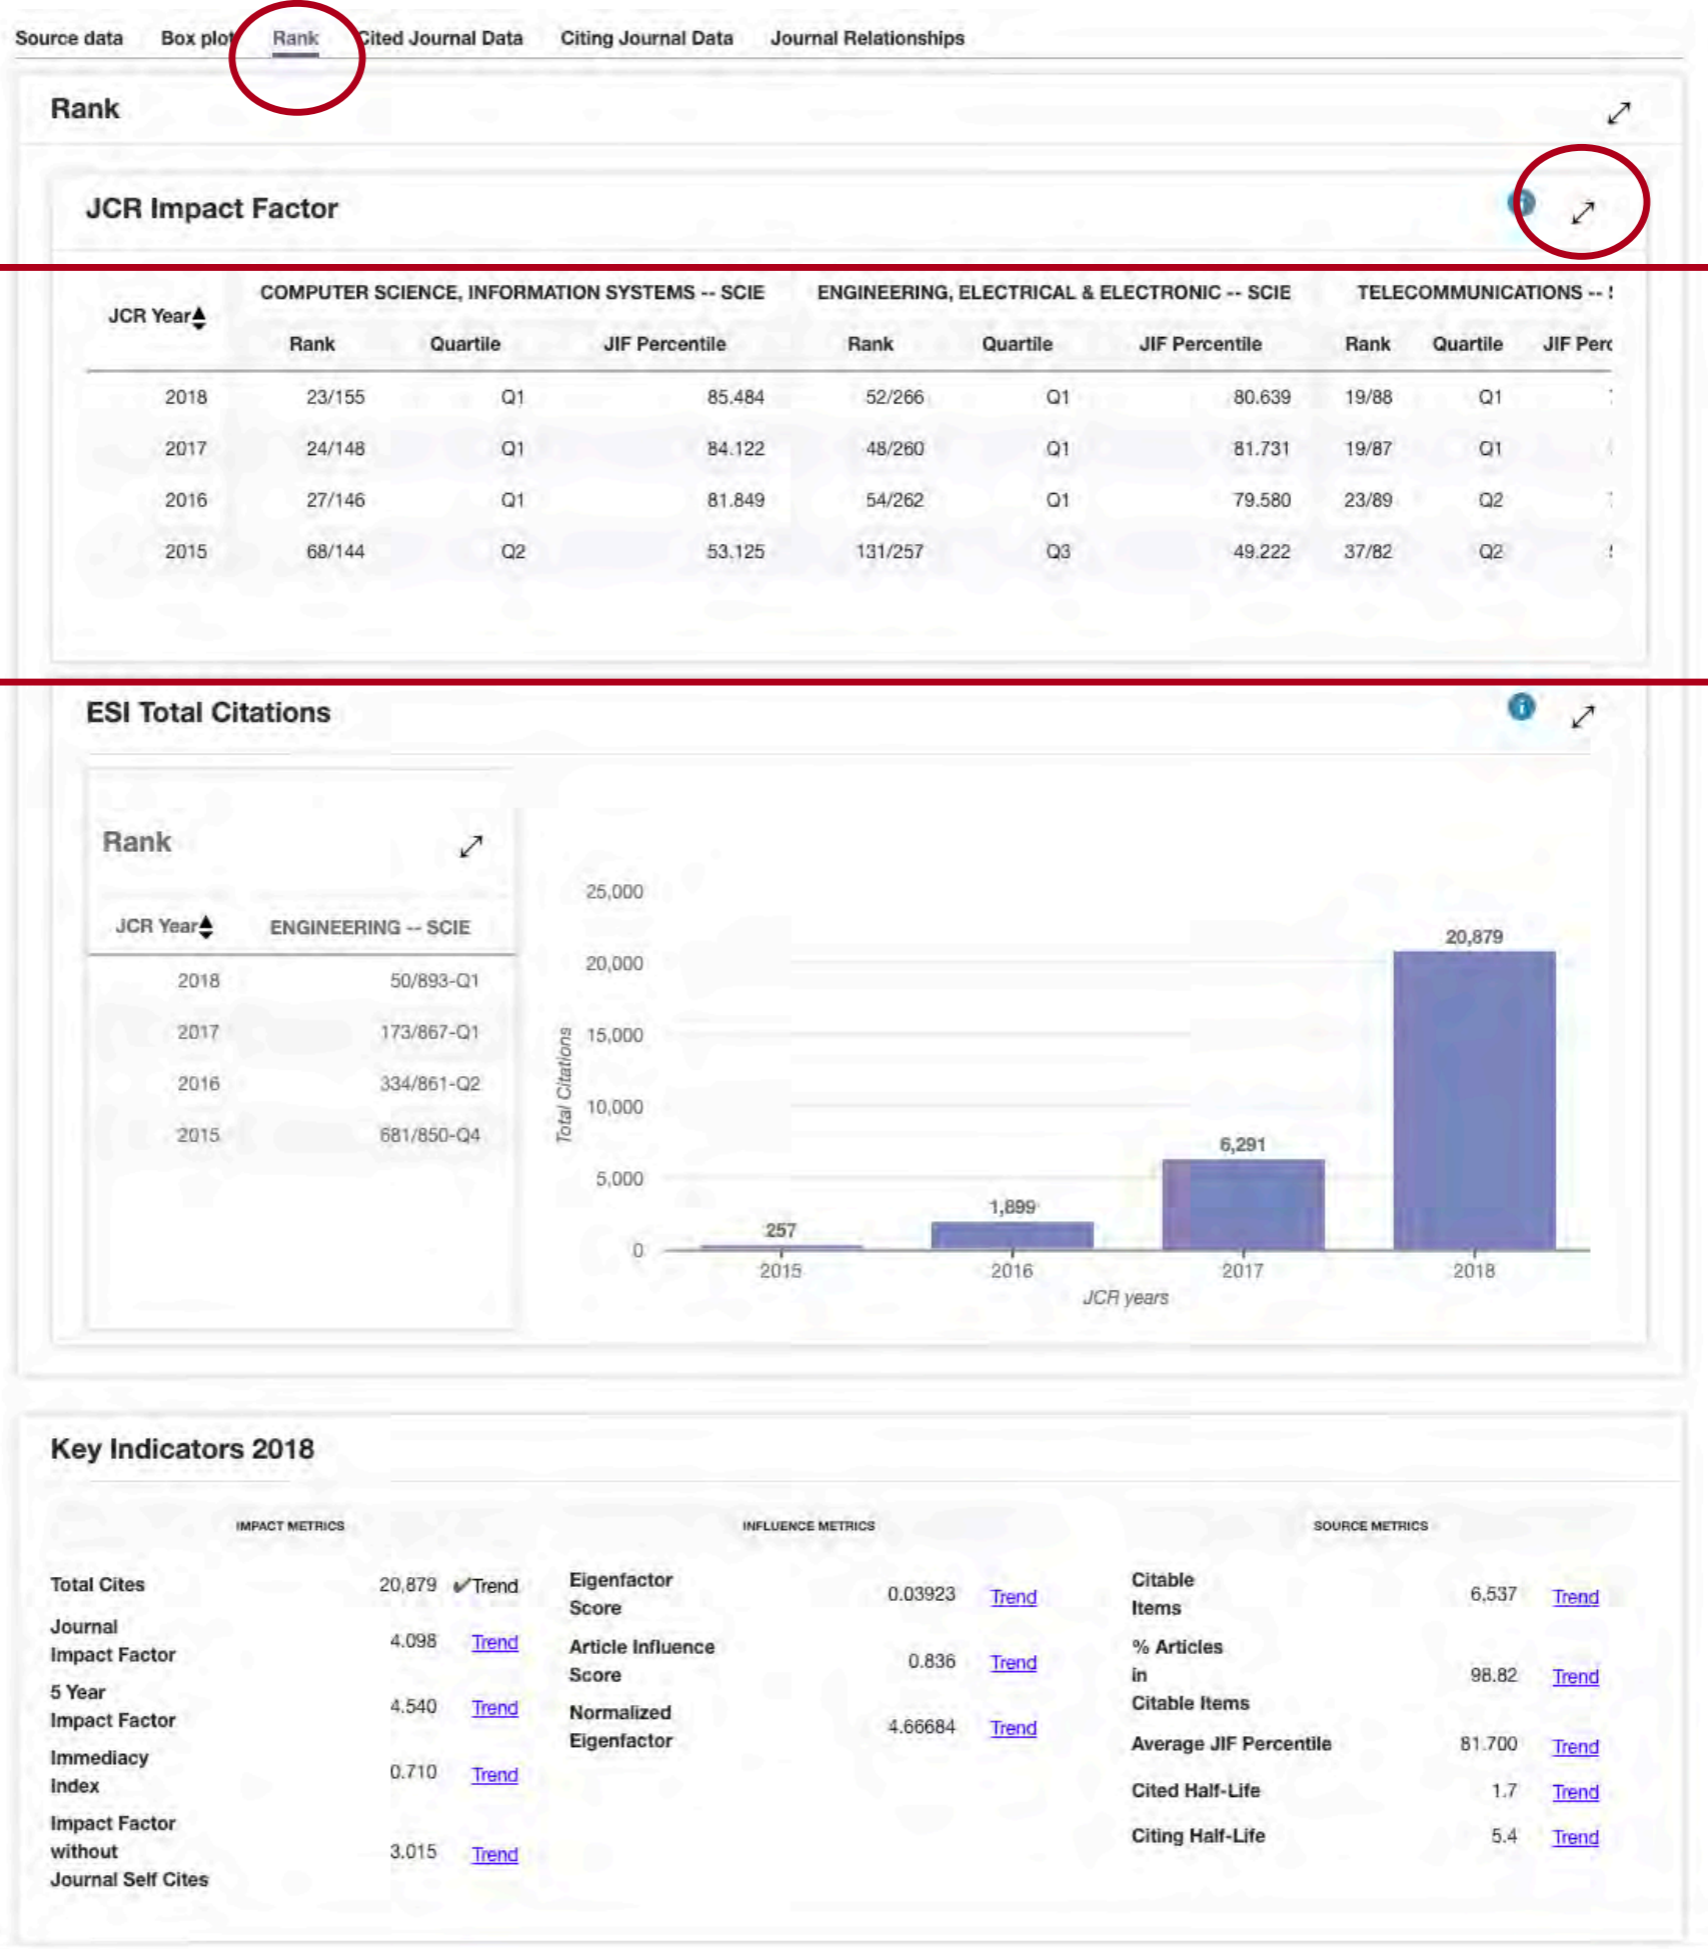 Source data Box plot Rank Cited Journal Data Citing Journal Data Journal Relationships
Rank
JCR Impact Factor
COMPUTER SCIENCE, INFORMATION SYSTEMS -- SCIE ENGINEERING, ELECTRICAL & ELECTRONIC -- SCIE TELECOMMUNICATIONS --
JCR Year
Rank Quartile JIF Percentile Rank Quartile JIF Percentile Rank Quartile JIF Perc
2018 23/155 Q1 85.484 52/266 Q1 80.639 19/88 Q1
2017 24/148 Q1 84.122 48/260 Q1 81.731 19/87 Q1
2016 27/146 Q1 81.849 54/262 Q1 79.580 23/89 Q2
2015 68/144 Q2 53.125 131/257 Q3 49.222 37/82 Q2
ESI Total Citations
Rank
JCR Year ENGINEERING -- SCIE
2018 50/893-Q1
2017 173/867-Q1
2016 334/861-Q2
2015 681/850-Q4
25,000
20,000
15,000
10,000
5,000
0
Total Citations
257
1,899
6,291
20,879
2015 2016 2017 2018
JCR years
Key Indicators 2018
IMPACT METRICS
Total Cites 20,879 ✔Trend
Journal
Impact Factor 4.098 Trend
5 Year
Impact Factor 4.540 Trend
Immediacy
Index 0.710 Trend
Impact Factor
without 3.015 Trend
Journal Self Cites
INFLUENCE METRICS
Eigenfactor
Score 0.03923 Trend
Article Influence
Score 0.836 Trend
Normalized
Eigenfactor 4.66684 Trend
SOURCE METRICS
Citable
Items 6,537 Trend
% Articles
in 98.82 Trend
Citable Items
Average JIF Percentile 81.700 Trend
Cited Half-Life 1.7 Trend
Citing Half-Life 5.4 Trend